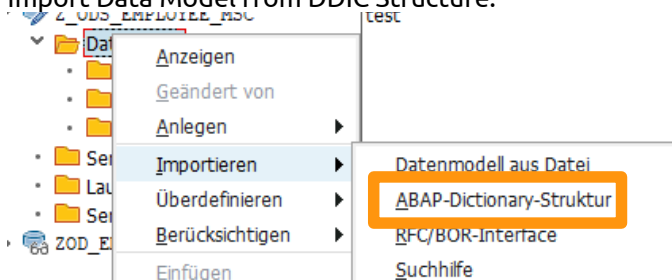 Import Data Model from DDIC Structure:
Z_ODS_EMPLOYEE_MSC test
Dat
Anzeigen
Geändert von
Anlegen
Ser Importieren Datenmodell aus Datei
Lau Überdefinieren ABAP-Dictionary-Struktur
Ser Berücksichtigen RFC/BOR-Interface
ZOD_E
Einfügen Suchhilfe